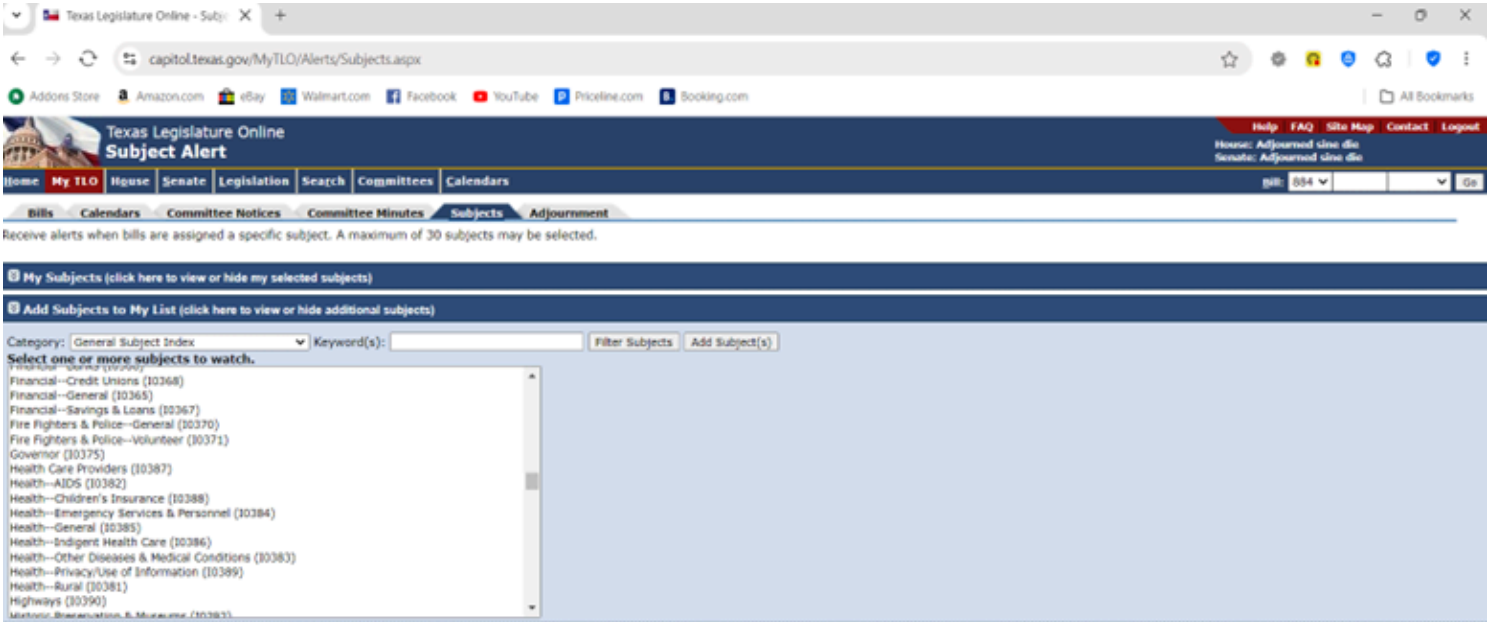 Texas Legislature Online - Subje
capitol.texas.gov/MyTLO/Alerts/Subjects.aspx
Addons Store Amazon.com eBay Walmart.com Facebook YouTube Priceline.com Booking.com All Bookmarks
Texas Legislature Online
Subject Alert
Help FAQ Site Map Contact Logout
House: Adjourned sine die
Senate: Adjourned sine die
Home My TLO House Senate Legislation Search Committees Calendars Bill: 884 Go
Bills Calendars Committee Notices Committee Minutes Subjects Adjournment
Receive alerts when bills are assigned a specific subject. A maximum of 30 subjects may be selected.
My Subjects (click here to view or hide my selected subjects)
Add Subjects to My List (click here to view or hide additional subjects)
Category: General Subject Index Keyword(s): Filter Subjects Add Subject(s)
Select one or more subjects to watch.
Financial--Banks (I0366)
Financial--Credit Unions (I0368)
Financial--General (I0365)
Financial--Savings & Loans (I0367)
Fire Fighters & Police--General (I0370)
Fire Fighters & Police--Volunteer (I0371)
Governor (I0375)
Health Care Providers (I0387)
Health--AIDS (I0382)
Health--Children's Insurance (I0388)
Health--Emergency Services & Personnel (I0384)
Health--General (I0385)
Health--Indigent Health Care (I0386)
Health--Other Diseases & Medical Conditions (I0383)
Health--Privacy/Use of Information (I0389)
Health--Rural (I0381)
Highways (I0390)
Historic Preservation & Museums (I0392)